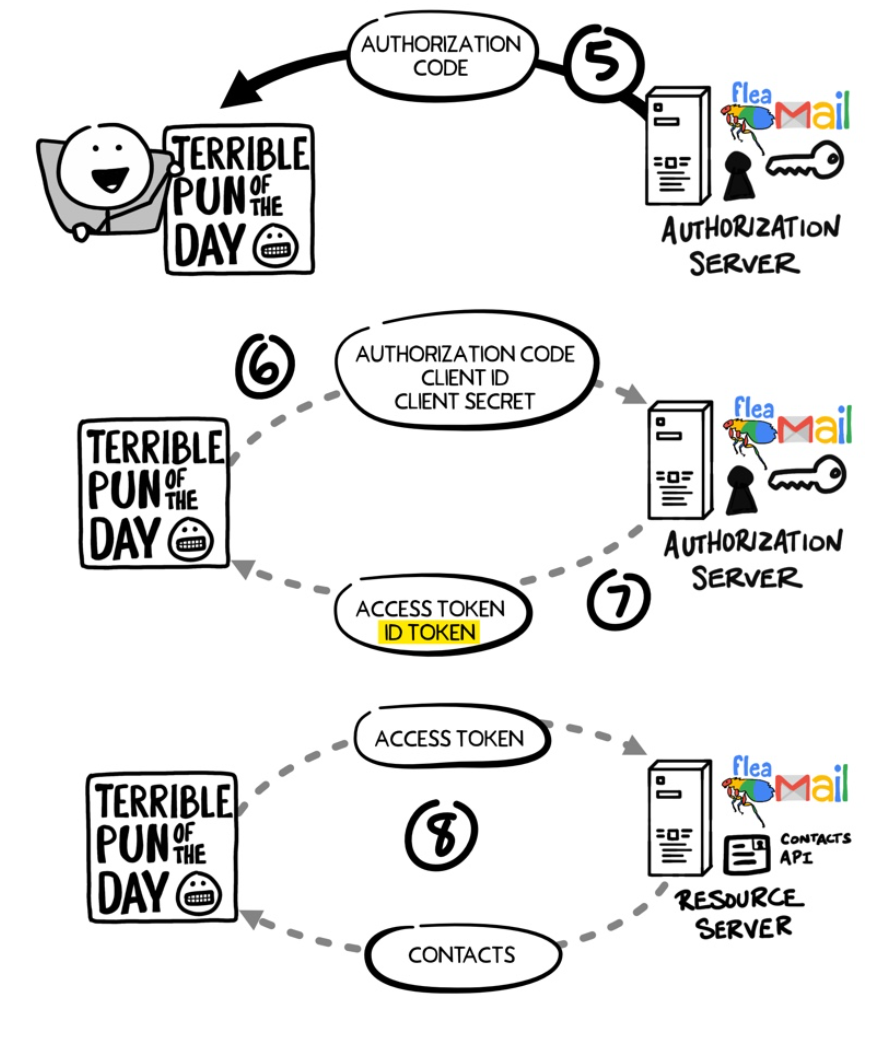 AUTHORIZATION
CODE
5
flea
Mail
TERRIBLE
PUN OF THE
DAY
AUTHORIZATION
SERVER
6
AUTHORIZATION CODE
CLIENT ID
CLIENT SECRET
flea
Mail
TERRIBLE
PUN OF THE
DAY
AUTHORIZATION
SERVER
ACCESS TOKEN
ID TOKEN
7
ACCESS TOKEN
flea
Mail
TERRIBLE
PUN OF THE
DAY
8
CONTACTS
API
RESOURCE
SERVER
CONTACTS